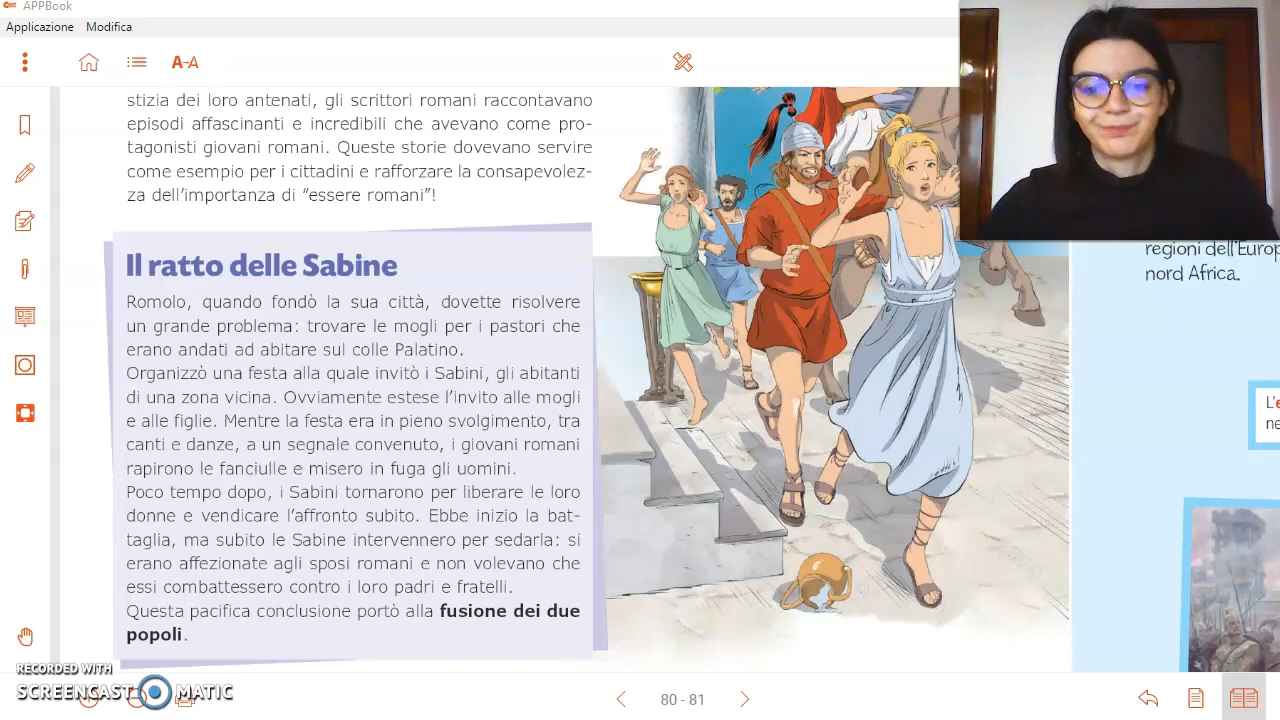 APPBook
Applicazione Modifica
A-A
stizia dei loro antenati, gli scrittori romani raccontavano
episodi affascinanti e incredibili che avevano come pro-
tagonisti giovani romani. Queste storie dovevano servire
come esempio per i cittadini e rafforzare la consapevolez-
za dell'importanza di "essere romani"!
Il ratto delle Sabine
Romolo, quando fondò la sua città, dovette risolvere
un grande problema: trovare le mogli per i pastori che
erano andati ad abitare sul colle Palatino.
Organizzò una festa alla quale invitò i Sabini, gli abitanti
di una zona vicina. Ovviamente estese l'invito alle mogli
e alle figlie. Mentre la festa era in pieno svolgimento, tra
canti e danze, a un segnale convenuto, i giovani romani
rapirono le fanciulle e misero in fuga gli uomini.
Poco tempo dopo, i Sabini tornarono per liberare le loro
donne e vendicare l'affronto subito. Ebbe inizio la bat-
taglia, ma subito le Sabine intervennero per sedarla: si
erano affezionate agli sposi romani e non volevano che
essi combattessero contro i loro padri e fratelli.
Questa pacifica conclusione portò alla fusione dei due
popoli.
regioni dell'Europ
nord Africa.
L'e
ne
RECORDED WITH
SCREENCAST MATIC
80 - 81